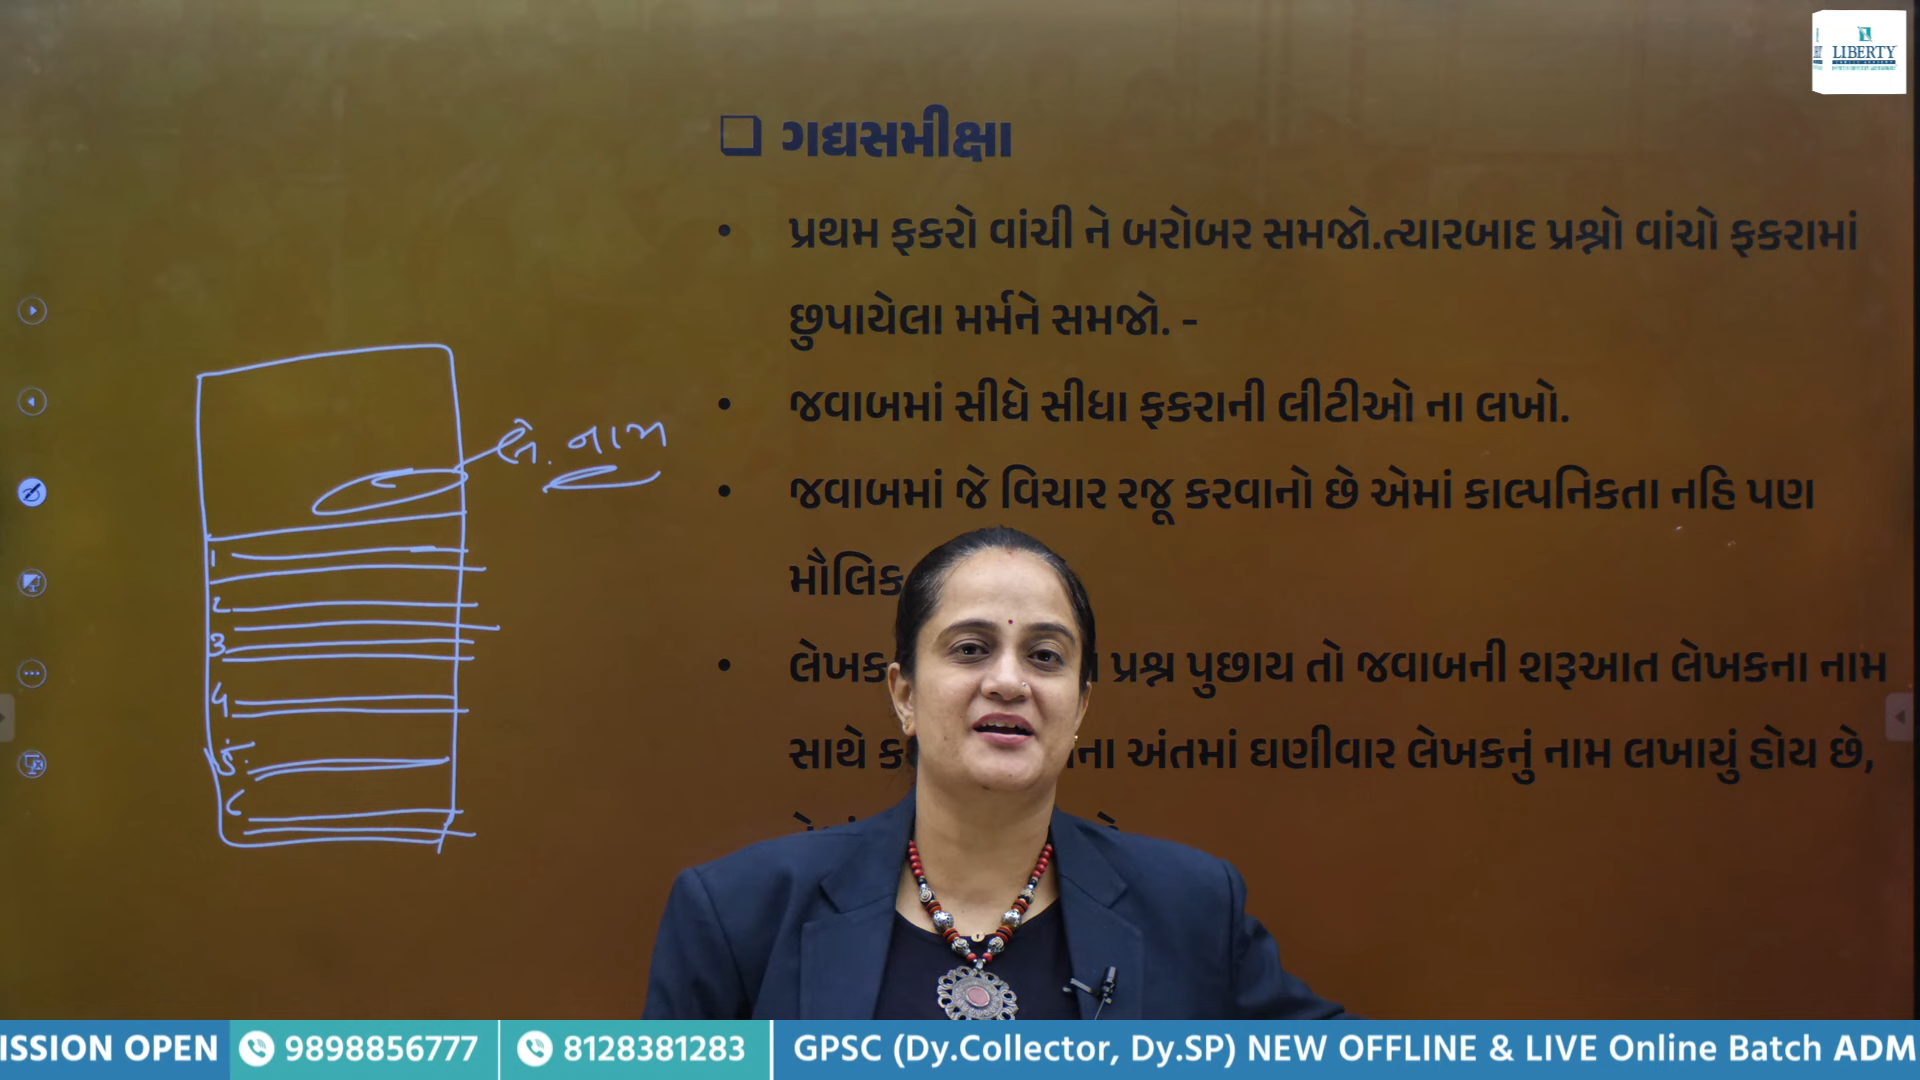 LIBERTY
ગદ્યસમીક્ષા
• પ્રથમ ફકરો વાંચી ને બરોબર સમજો.ત્યારબાદ પ્રશ્નો વાંચો ફકરામાં
છુપાયેલા મર્મને સમજો. -
• જવાબમાં સીધે સીધા ફકરાની લીટીઓ ના લખો.
• જવાબમાં જે વિચાર રજૂ કરવાનો છે એમાં કાલ્પનિકતા નહિ પણ
મૌલિક
• લેખક પ્રશ્ન પુછાય તો જવાબની શરૂઆત લેખકના નામ
સાથે અંતમાં ઘણીવાર લેખકનું નામ લખાયું હોય છે,
લે. નામ
1
2
3
4
5.
6
ISSION OPEN 9898856777 8128381283 GPSC (Dy.Collector, Dy.SP) NEW OFFLINE & LIVE Online Batch ADM